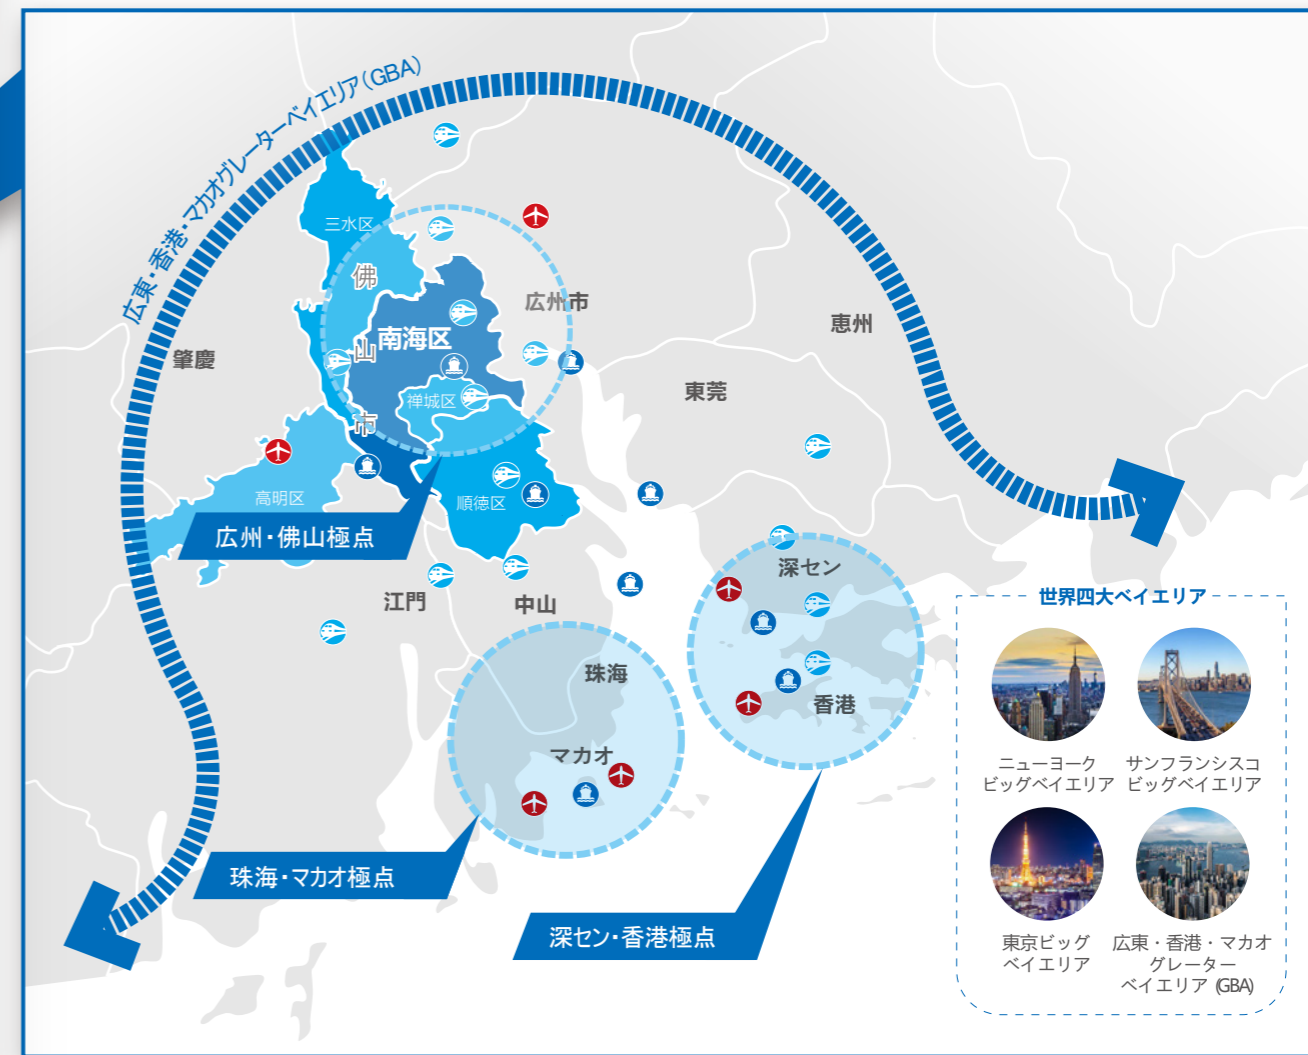 広東・香港・マカオグレーターベイエリア(GBA)
三水区
佛山市
広州市
南海区
恵州
肇慶
東莞
禅城区
高明区
順徳区
広州・佛山極点
深セン
江門
中山
世界四大ベイエリア
珠海
香港
マカオ
ニューヨーク
ビッグベイエリア
サンフランシスコ
ビッグベイエリア
珠海・マカオ極点
深セン・香港極点
東京ビッグ
ベイエリア
広東・香港・マカオ
グレーター
ベイエリア (GBA)